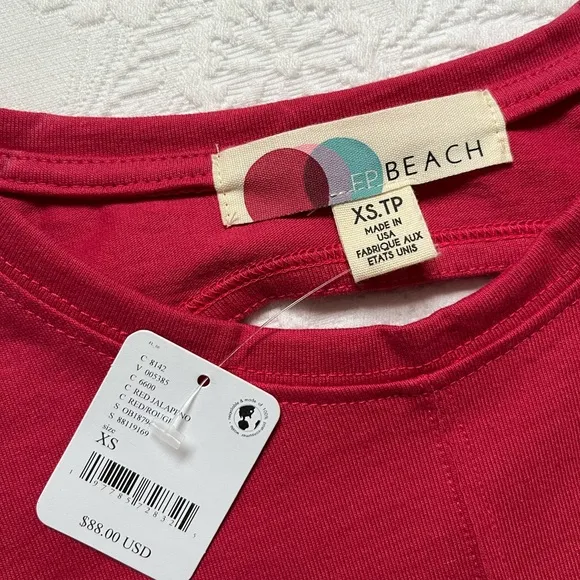 FP BEACH
XS.TP
MADE IN
USA
FABRIQUE AUX
ETATS UNIS
C 8142
V 005385
C 6600
C RED JALAPENO
C RED/ROUGE
S
S 88119169
size
XS
$88.00 USD